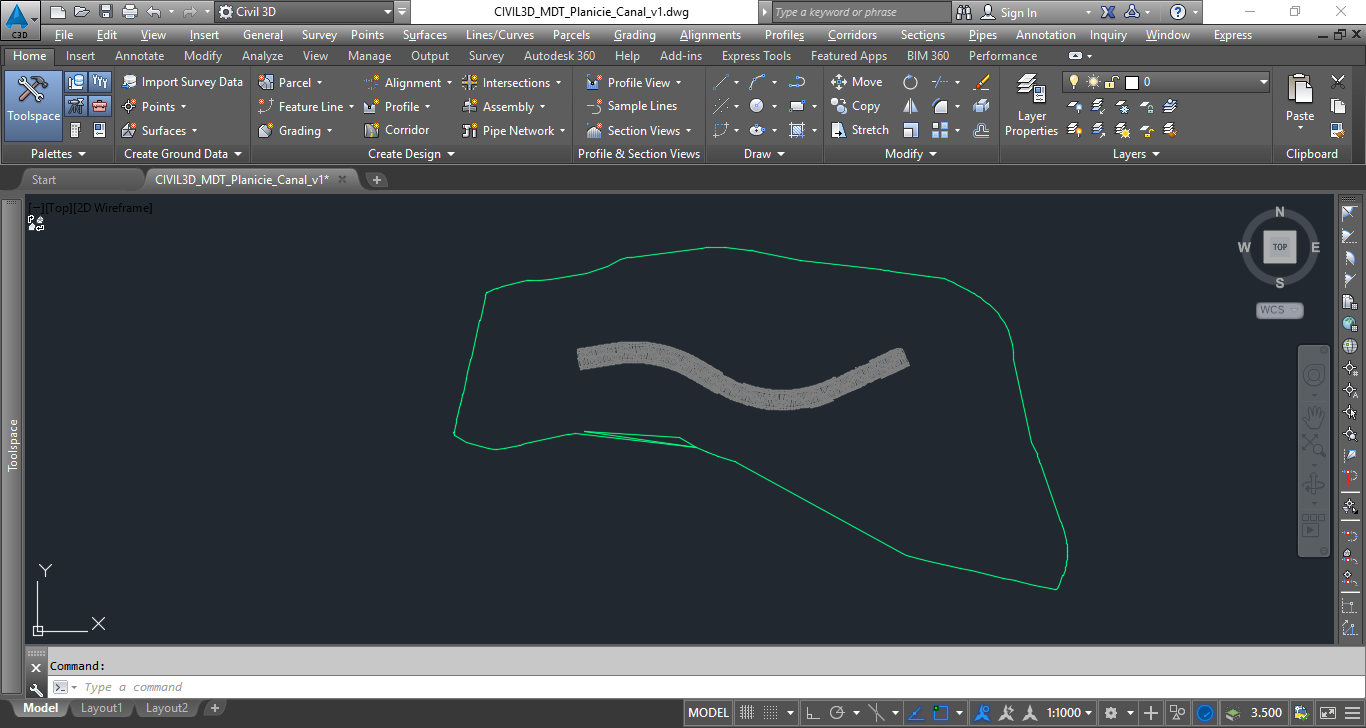 C3D
Civil 3D
CIVIL3D_MDT_Planicie_Canal_v1.dwg
Type a keyword or phrase
Sign In
File Edit View Insert General Survey Points Surfaces Lines/Curves Parcels Grading Alignments Profiles Corridors Sections Pipes Annotation Inquiry Window Express
Home Insert Annotate Modify Analyze View Manage Output Survey Autodesk 360 Help Add-ins Express Tools Featured Apps BIM 360 Performance
Toolspace
Import Survey Data
Points
Surfaces
Parcel
Feature Line
Grading
Alignment
Profile
Corridor
Intersections
Assembly
Pipe Network
Profile View
Sample Lines
Section Views
Move
Copy
Stretch
Layer
Properties
0
Paste
Palettes
Create Ground Data
Create Design
Profile & Section Views
Draw
Modify
Layers
Clipboard
Start
CIVIL3D_MDT_Planicie_Canal_v1*
[−][Top][2D Wireframe]
N
W
TOP
E
S
WCS
Toolspace
Y
X
Command:
Type a command
Model Layout1 Layout2
MODEL
1:1000
3.500